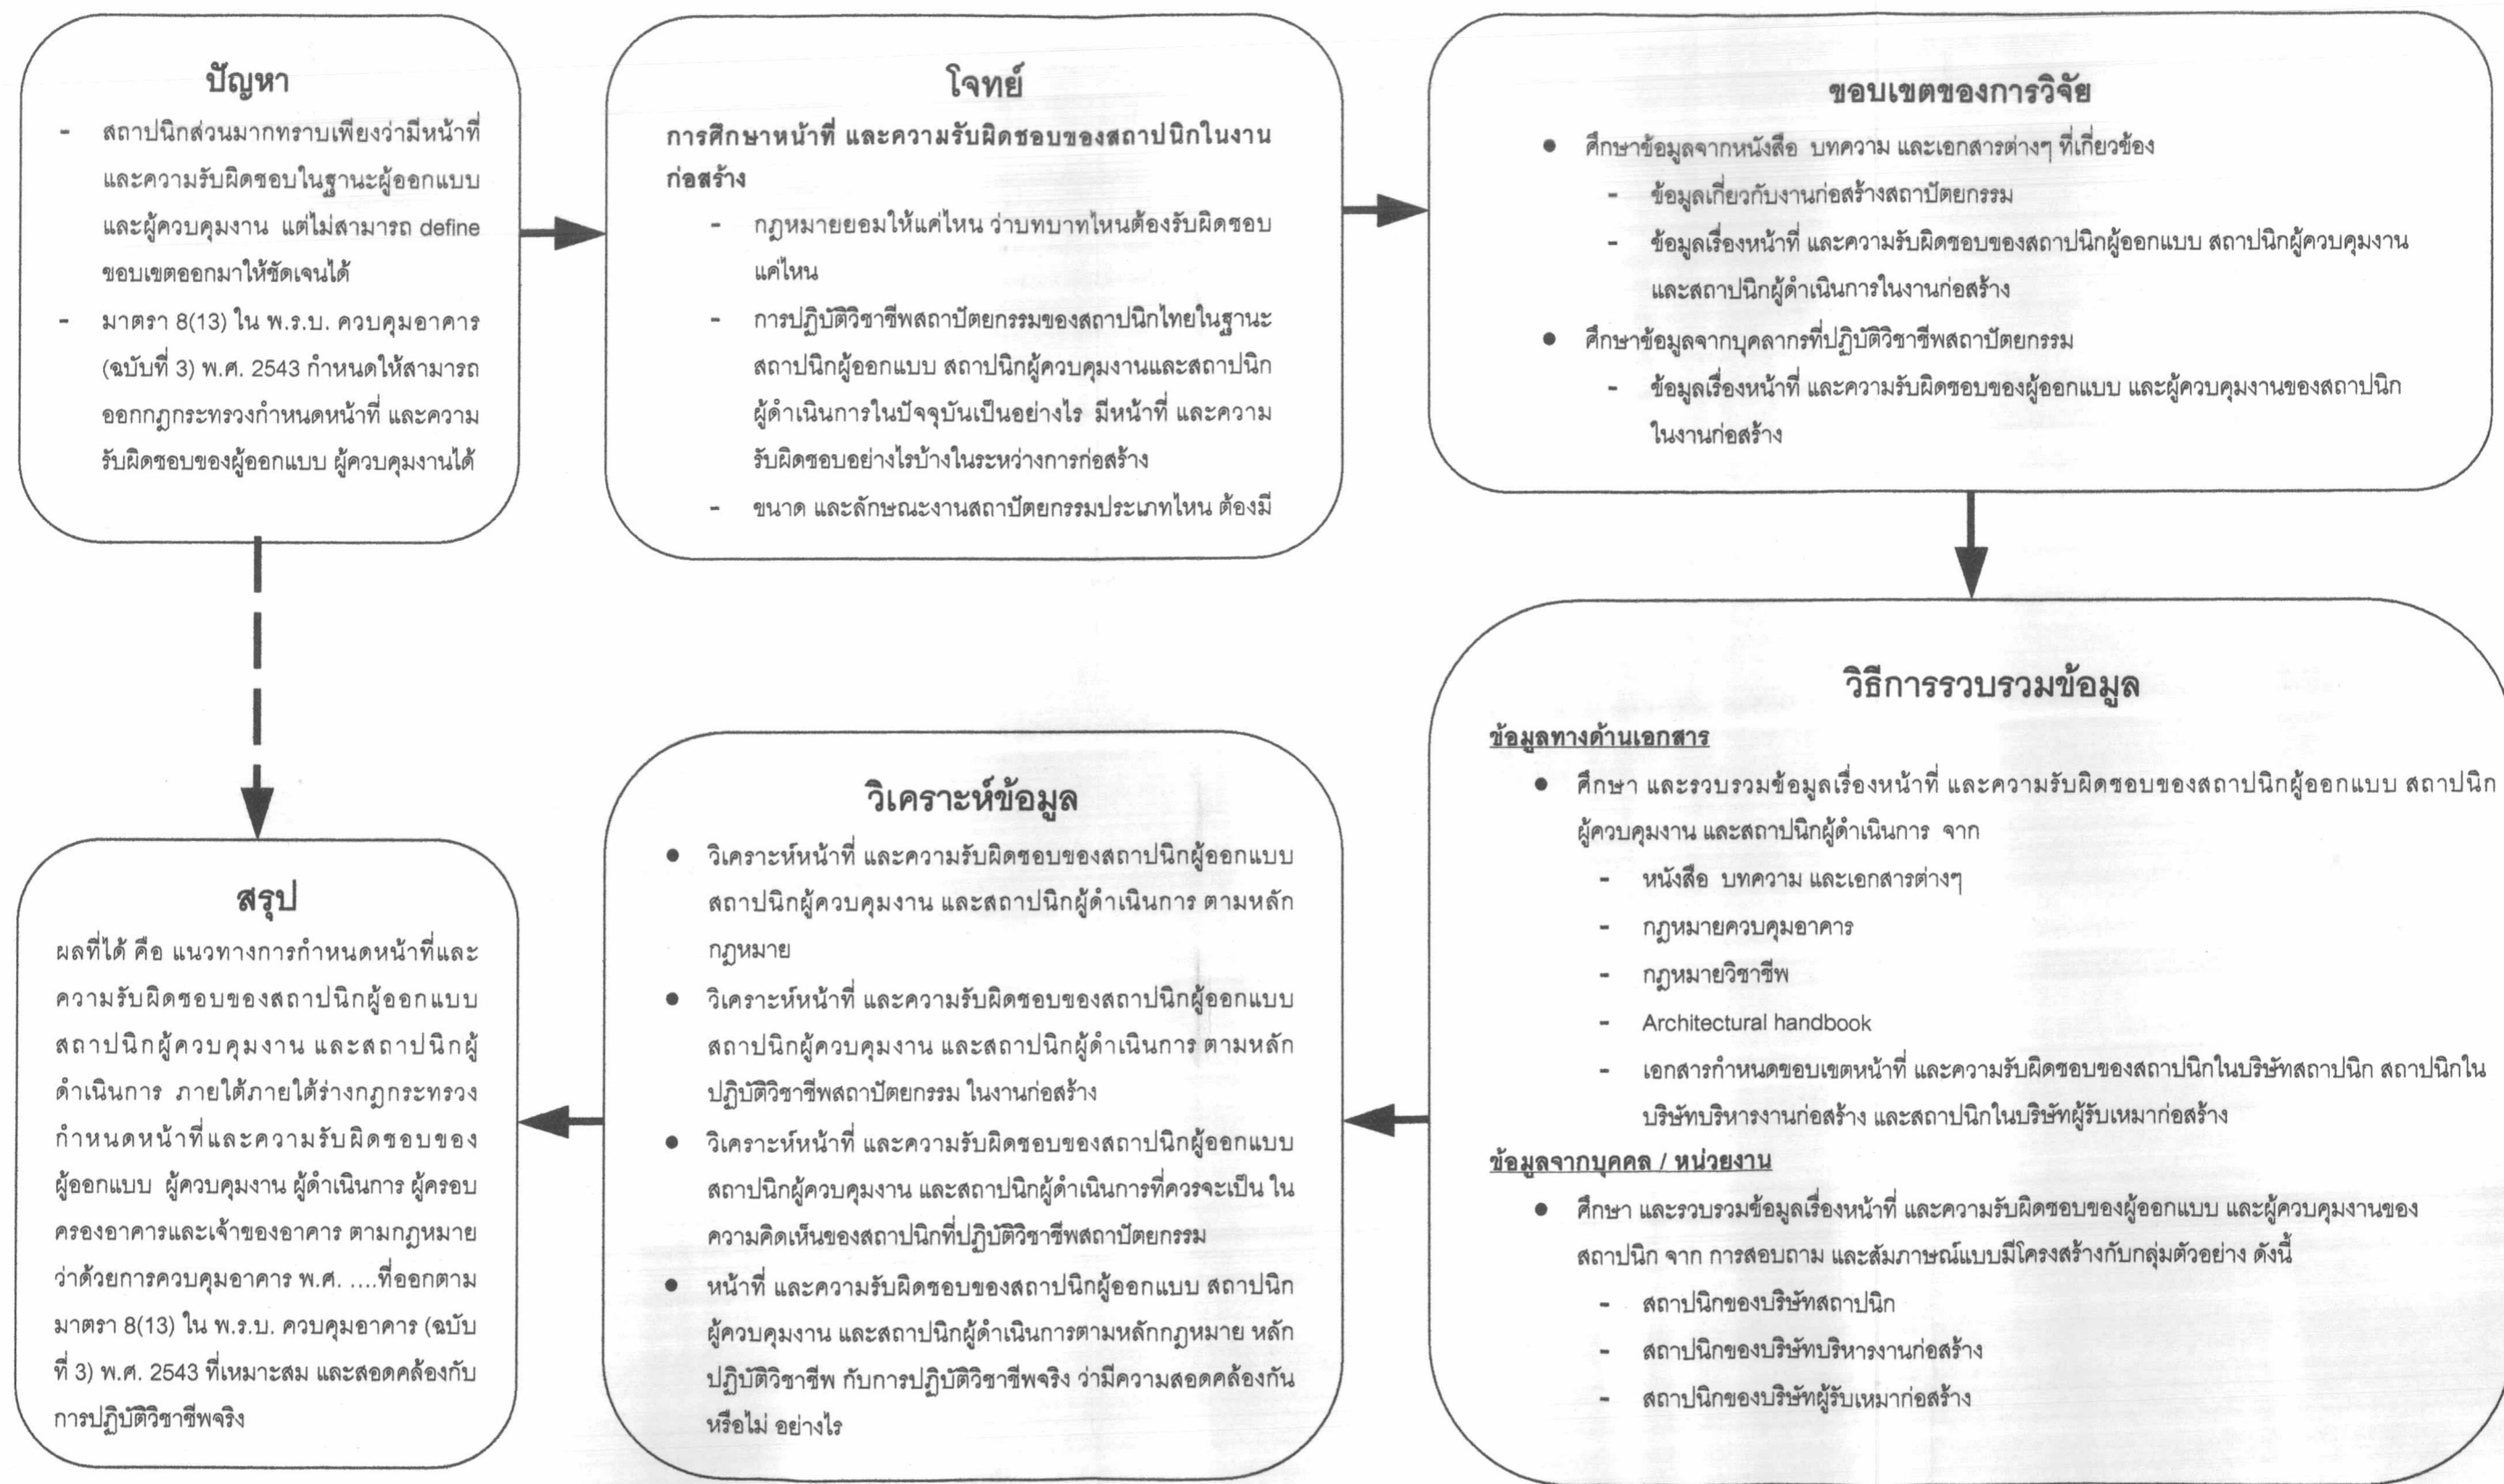 ปัญหา
- สถาปนิกส่วนมากทราบเพียงว่ามีหน้าที่
และความรับผิดชอบในฐานะผู้ออกแบบ
และผู้ควบคุมงาน แต่ไม่สามารถ define
ขอบเขตออกมาให้ชัดเจนได้
- มาตรา 8(13) ใน พ.ร.บ. ควบคุมอาคาร
(ฉบับที่ 3) พ.ศ. 2543 กำหนดให้สามารถ
ออกกฎกระทรวงกำหนดหน้าที่ และความ
รับผิดชอบของผู้ออกแบบ ผู้ควบคุมงานได้
โจทย์
การศึกษาหน้าที่ และความรับผิดชอบของสถาปนิกในงาน
ก่อสร้าง
- กฎหมายยอมให้แค่ไหน ว่าบทบาทไหนต้องรับผิดชอบ
แค่ไหน
- การปฏิบัติวิชาชีพสถาปัตยกรรมของสถาปนิกไทยในฐานะ
สถาปนิกผู้ออกแบบ สถาปนิกผู้ควบคุมงานและสถาปนิก
ผู้ดำเนินการในปัจจุบันเป็นอย่างไร มีหน้าที่ และความ
รับผิดชอบอย่างไรบ้างในระหว่างการก่อสร้าง
- ขนาด และลักษณะงานสถาปัตยกรรมประเภทไหน ต้องมี
ขอบเขตของการวิจัย
● ศึกษาข้อมูลจากหนังสือ บทความ และเอกสารต่างๆ ที่เกี่ยวข้อง
- ข้อมูลเกี่ยวกับงานก่อสร้างสถาปัตยกรรม
- ข้อมูลเรื่องหน้าที่ และความรับผิดชอบของสถาปนิกผู้ออกแบบ สถาปนิกผู้ควบคุมงาน
และสถาปนิกผู้ดำเนินการในงานก่อสร้าง
● ศึกษาข้อมูลจากบุคลากรที่ปฏิบัติวิชาชีพสถาปัตยกรรม
- ข้อมูลเรื่องหน้าที่ และความรับผิดชอบของผู้ออกแบบ และผู้ควบคุมงานของสถาปนิก
ในงานก่อสร้าง
วิธีการรวบรวมข้อมูล
ข้อมูลทางด้านเอกสาร
● ศึกษา และรวบรวมข้อมูลเรื่องหน้าที่ และความรับผิดชอบของสถาปนิกผู้ออกแบบ สถาปนิก
ผู้ควบคุมงาน และสถาปนิกผู้ดำเนินการ จาก
- หนังสือ บทความ และเอกสารต่างๆ
- กฎหมายควบคุมอาคาร
- กฎหมายวิชาชีพ
- Architectural handbook
- เอกสารกำหนดขอบเขตหน้าที่ และความรับผิดชอบของสถาปนิกในบริษัทสถาปนิก สถาปนิกใน
บริษัทบริหารงานก่อสร้าง และสถาปนิกในบริษัทผู้รับเหมาก่อสร้าง
ข้อมูลจากบุคคล / หน่วยงาน
● ศึกษา และรวบรวมข้อมูลเรื่องหน้าที่ และความรับผิดชอบของผู้ออกแบบ และผู้ควบคุมงานของ
สถาปนิก จาก การสอบถาม และสัมภาษณ์แบบมีโครงสร้างกับกลุ่มตัวอย่าง ดังนี้
- สถาปนิกของบริษัทสถาปนิก
- สถาปนิกของบริษัทบริหารงานก่อสร้าง
- สถาปนิกของบริษัทผู้รับเหมาก่อสร้าง
วิเคราะห์ข้อมูล
● วิเคราะห์หน้าที่ และความรับผิดชอบของสถาปนิกผู้ออกแบบ
สถาปนิกผู้ควบคุมงาน และสถาปนิกผู้ดำเนินการ ตามหลัก
กฎหมาย
● วิเคราะห์หน้าที่ และความรับผิดชอบของสถาปนิกผู้ออกแบบ
สถาปนิกผู้ควบคุมงาน และสถาปนิกผู้ดำเนินการ ตามหลัก
ปฏิบัติวิชาชีพสถาปัตยกรรม ในงานก่อสร้าง
● วิเคราะห์หน้าที่ และความรับผิดชอบของสถาปนิกผู้ออกแบบ
สถาปนิกผู้ควบคุมงาน และสถาปนิกผู้ดำเนินการที่ควรจะเป็น ใน
ความคิดเห็นของสถาปนิกที่ปฏิบัติวิชาชีพสถาปัตยกรรม
● หน้าที่ และความรับผิดชอบของสถาปนิกผู้ออกแบบ สถาปนิก
ผู้ควบคุมงาน และสถาปนิกผู้ดำเนินการตามหลักกฎหมาย หลัก
ปฏิบัติวิชาชีพ กับการปฏิบัติวิชาชีพจริง ว่ามีความสอดคล้องกัน
หรือไม่ อย่างไร
สรุป
ผลที่ได้ คือ แนวทางการกำหนดหน้าที่และ
ความรับผิดชอบของสถาปนิกผู้ออกแบบ
สถาปนิกผู้ควบคุมงาน และสถาปนิกผู้
ดำเนินการ ภายใต้ภายใต้ร่างกฎกระทรวง
กำหนดหน้าที่และความรับผิดชอบของ
ผู้ออกแบบ ผู้ควบคุมงาน ผู้ดำเนินการ ผู้ครอบ
ครองอาคารและเจ้าของอาคาร ตามกฎหมาย
ว่าด้วยการควบคุมอาคาร พ.ศ. ....ที่ออกตาม
มาตรา 8(13) ใน พ.ร.บ. ควบคุมอาคาร (ฉบับ
ที่ 3) พ.ศ. 2543 ที่เหมาะสม และสอดคล้องกับ
การปฏิบัติวิชาชีพจริง